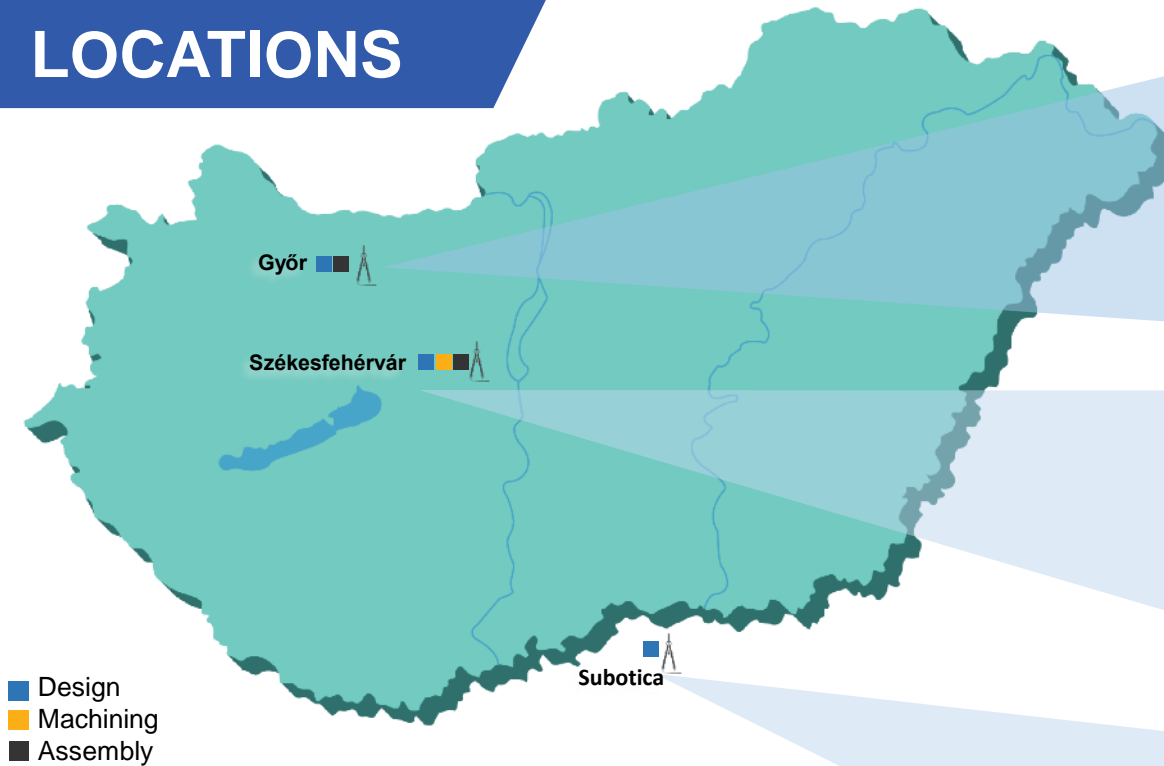 LOCATIONS
Győr
Székesfehérvár
Subotica
Design
Machining
Assembly